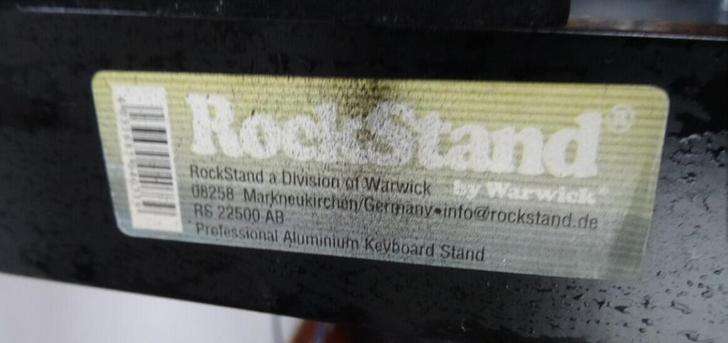 RockStand®
by Warwick®
RockStand a Division of Warwick
08258 Markneukirchen/Germany•info@rockstand.de
RS 22500 AB
Professional Aluminium Keyboard Stand